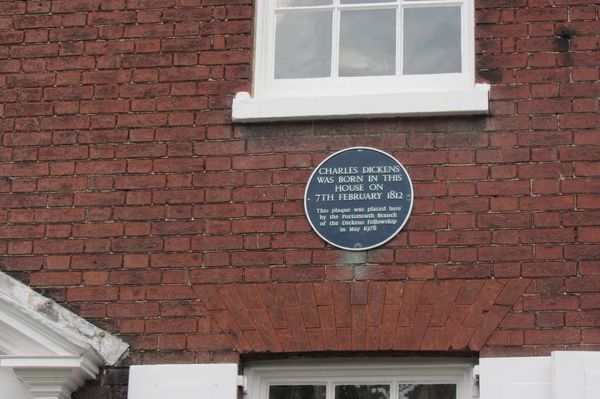 CHARLES DICKENS
WAS BORN IN THIS
HOUSE ON
7TH FEBRUARY 1812
This plaque was placed here
by the Portsmouth Branch
of the Dickens Fellowship
in May 1978